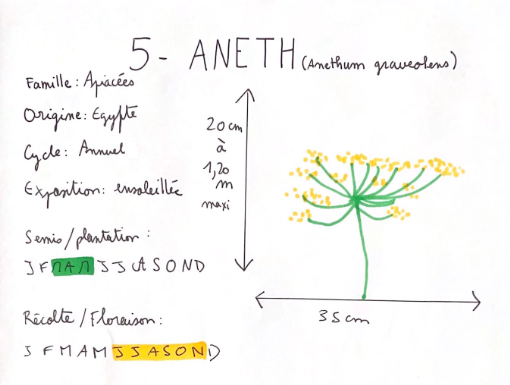 5 - ANETH (Anethum graveolens)
Famille : Apiacées
Origine : Egypte
Cycle : Annuel
Exposition : ensoleillée
20 cm
à
1,20
m
maxi
Semis / plantation :
J F M A M J J A S O N D
35 cm
Récolte / Floraison :
J F M A M J J A S O N D